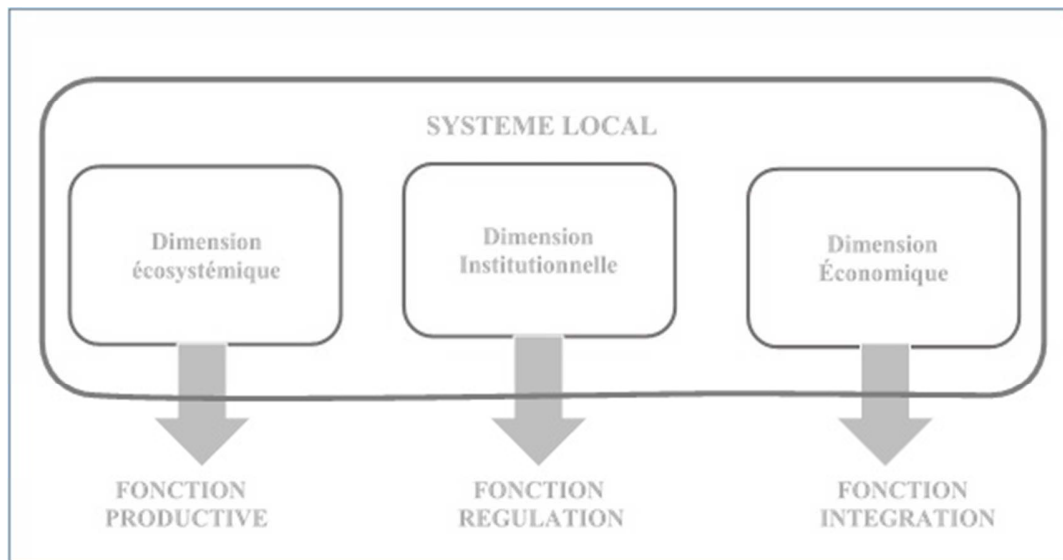 SYSTEME LOCAL
Dimension
écosystémique
Dimension
Institutionnelle
Dimension
Économique
FONCTION
PRODUCTIVE
FONCTION
REGULATION
FONCTION
INTEGRATION